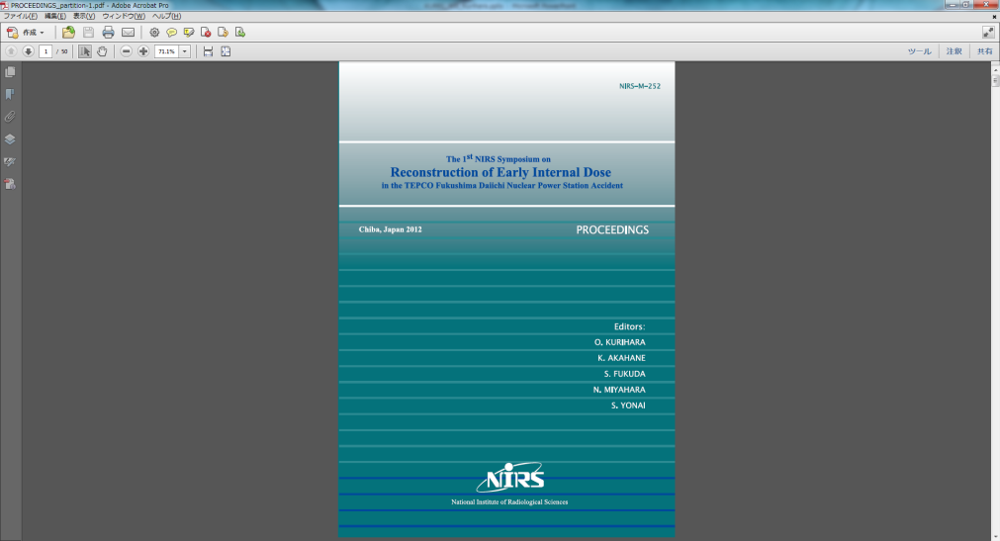 PROCEEDINGS_partition-1.pdf - Adobe Acrobat Pro
ファイル(F) 編集(E) 表示(V) ウィンドウ(W) ヘルプ(H)
作成
1 / 50 71.1% ツール 注釈 共有
NIRS-M-252
The 1st NIRS Symposium on
Reconstruction of Early Internal Dose
in the TEPCO Fukushima Daiichi Nuclear Power Station Accident
Chiba, Japan 2012 PROCEEDINGS
Editors:
O. KURIHARA
K. AKAHANE
S. FUKUDA
N. MIYAHARA
S. YONAI
NIRS
National Institute of Radiological Sciences